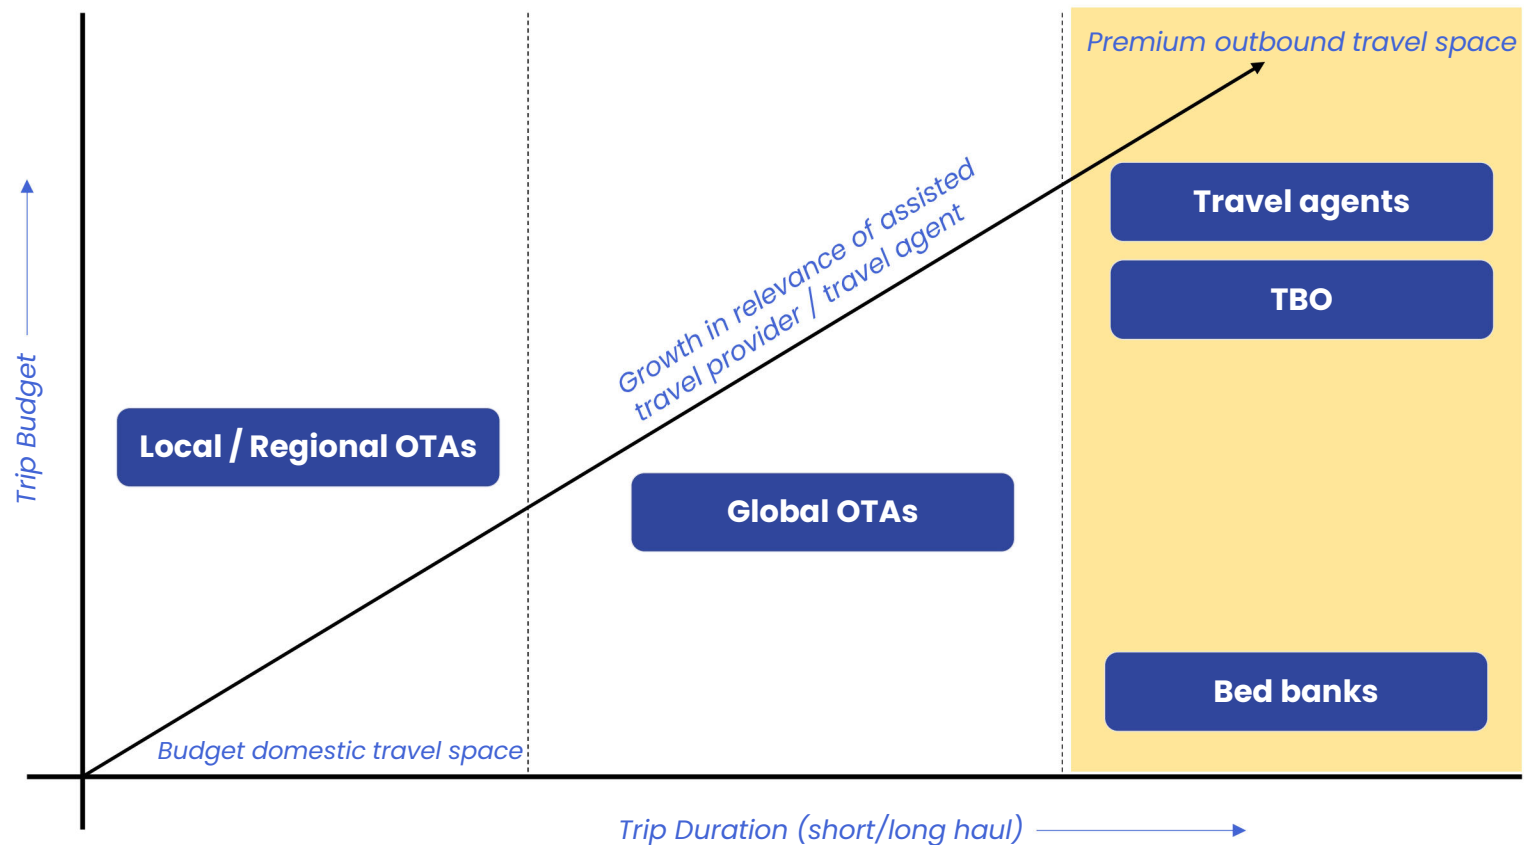 Premium outbound travel space
Travel agents
TBO
Growth in relevance of assisted
travel provider / travel agent
Trip Budget
Local / Regional OTAs
Global OTAs
Bed banks
Budget domestic travel space
Trip Duration (short/long haul)